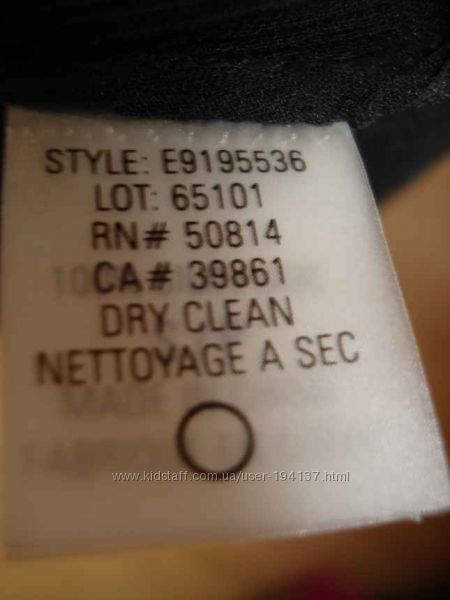 STYLE: E9195536
LOT: 65101
RN# 50814
CA# 39861
DRY CLEAN
NETTOYAGE A SEC
MADE
www.kidstaff.com.ua/user-194137.html